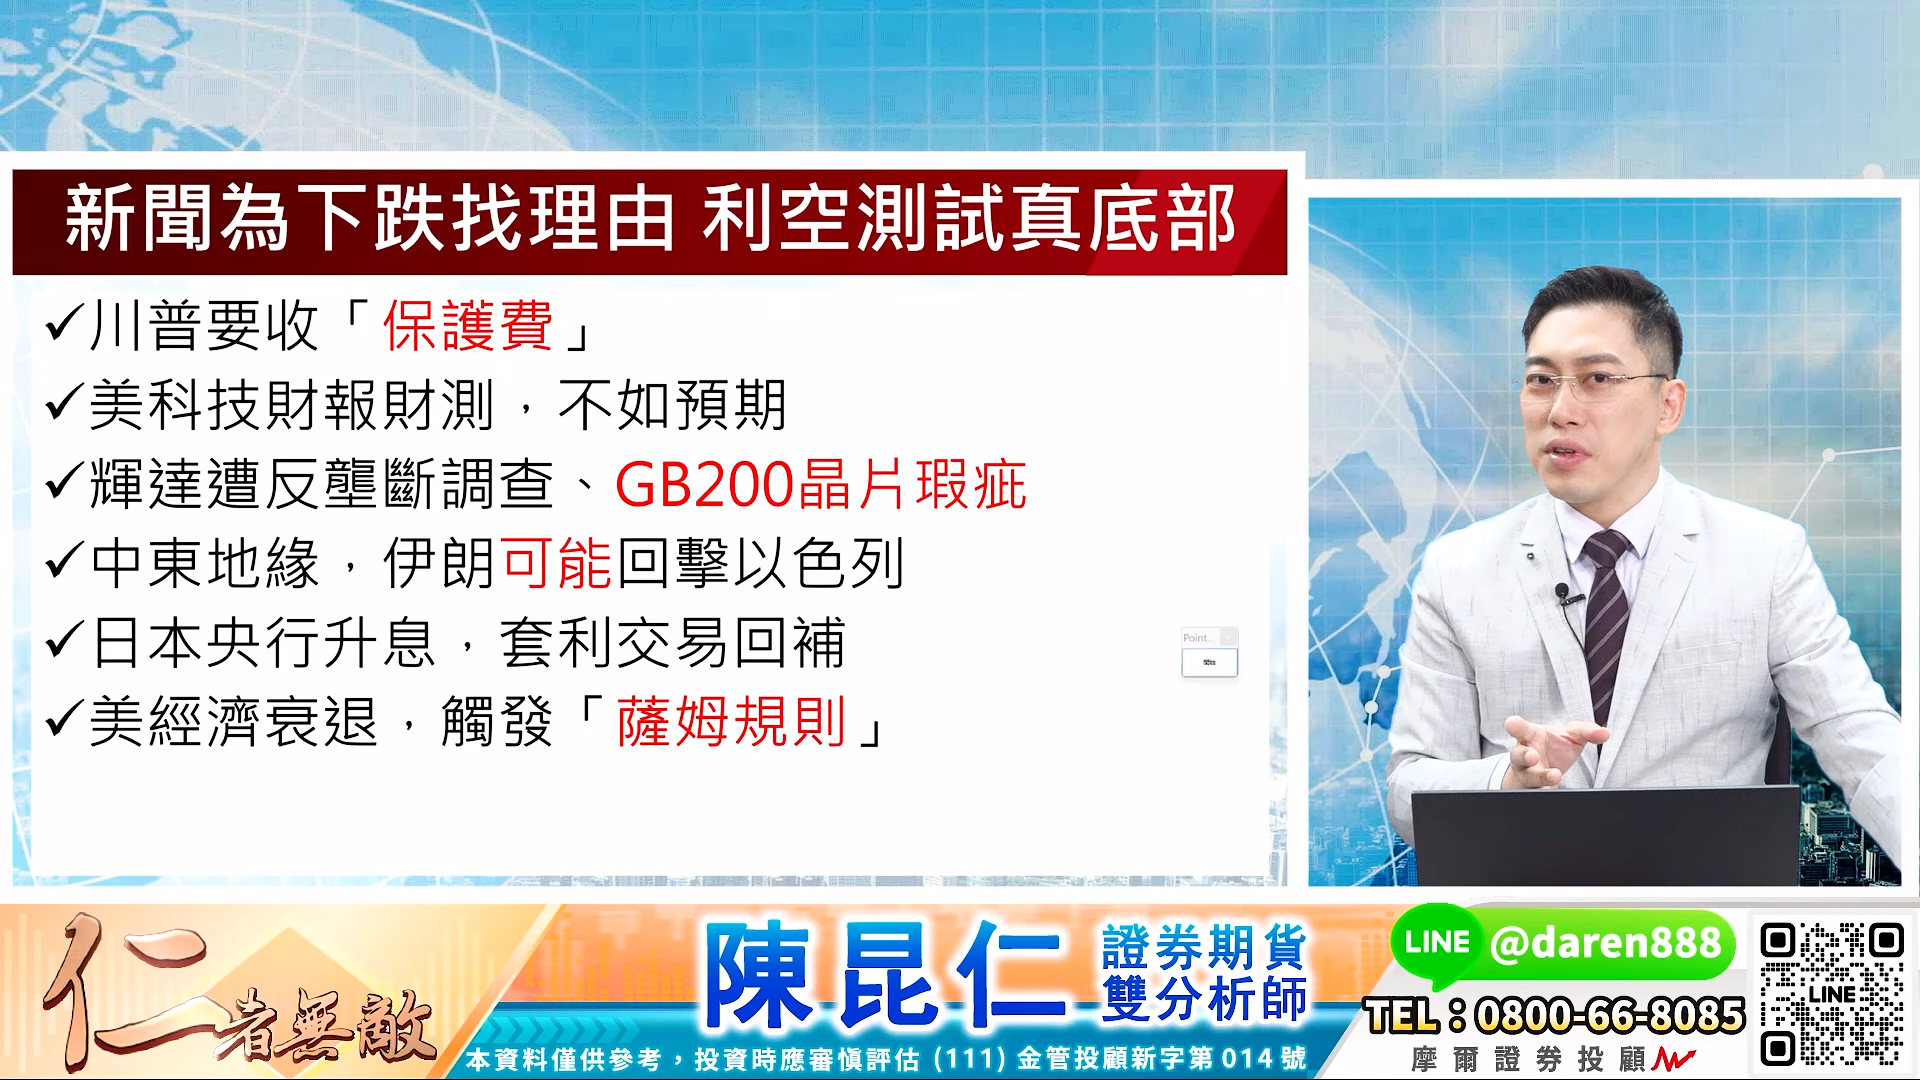 新聞為下跌找理由 利空測試真底部
✓川普要收「保護費」
✓美科技財報財測，不如預期
✓輝達遭反壟斷調查、GB200晶片瑕疵
✓中東地緣，伊朗可能回擊以色列
✓日本央行升息，套利交易回補
✓美經濟衰退，觸發「薩姆規則」
Point...
仁者無敵
陳昆仁
證券期貨
雙分析師
本資料僅供參考，投資時應審慎評估 (111) 金管投顧新字第014號
LINE @daren888
TEL：0800-66-8085
摩爾證券投顧
LINE